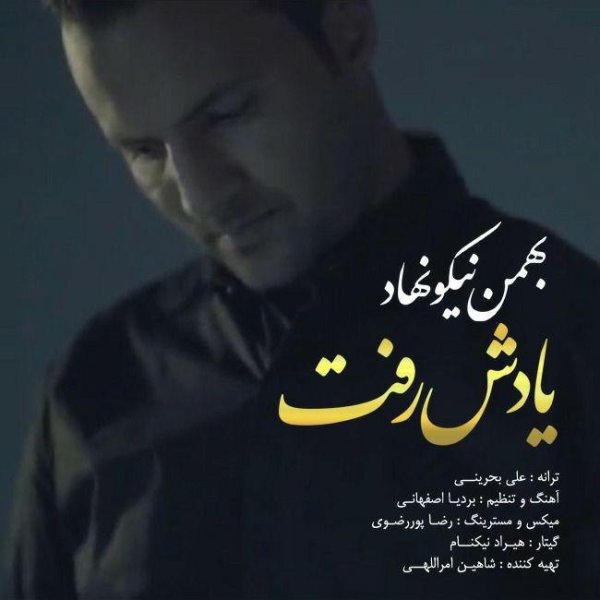 بهمن نیکونهاد
یادش رفت
ترانه : علی بحرینی
آهنگ و تنظیم : بردیا اصفهانی
میکس و مسترینگ : رضا پوررضوی
گیتار : هیراد نیکنام
تهیه کننده : شاهین امراللهی